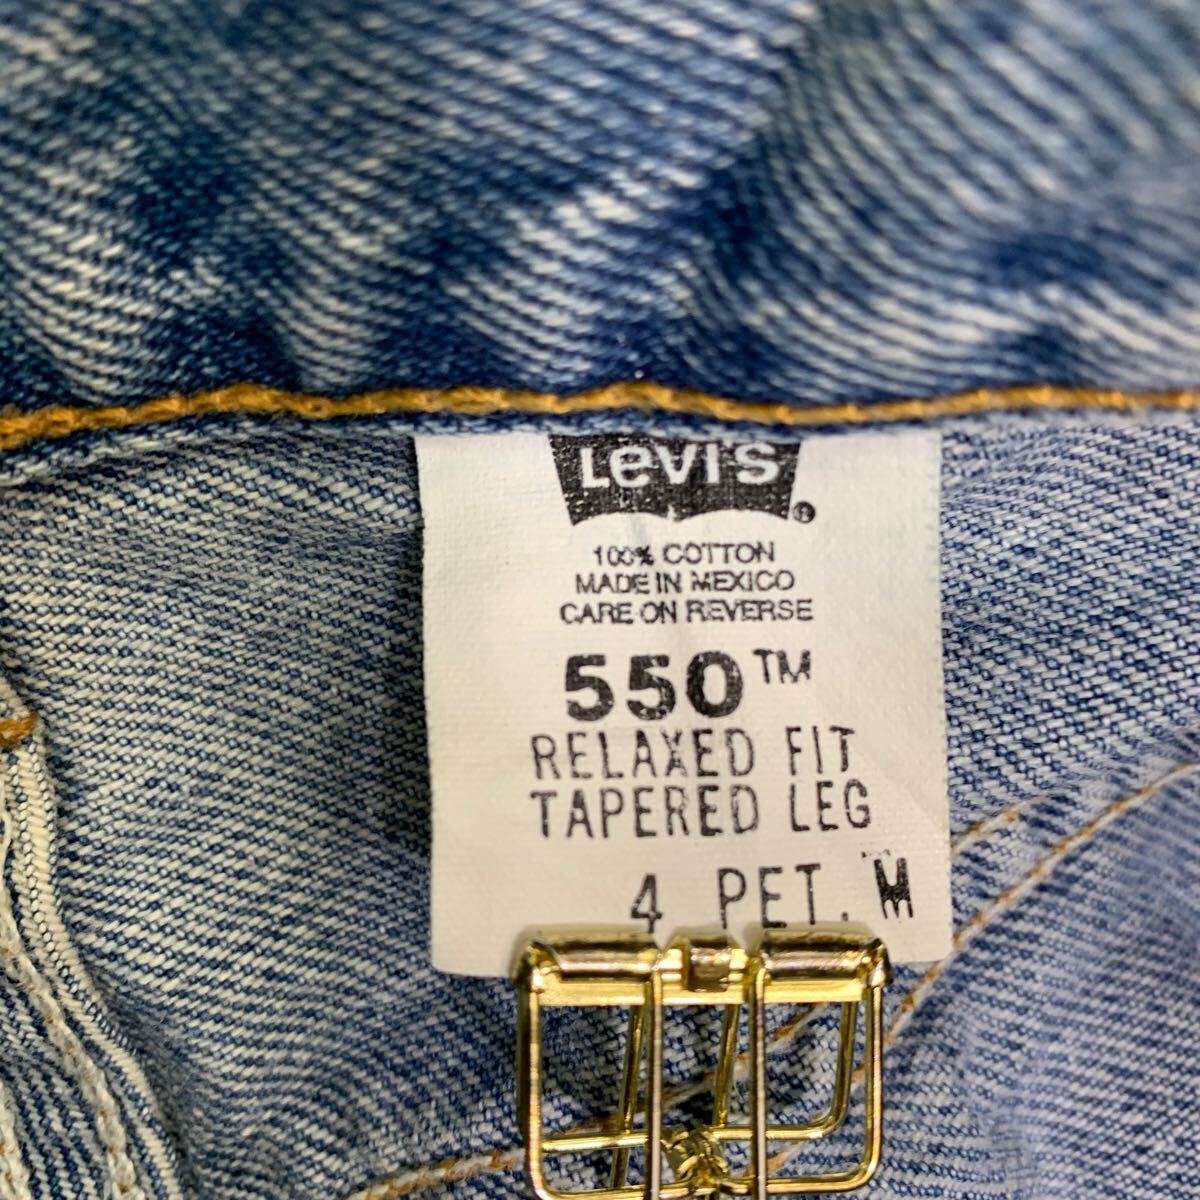 LEVI'S
®
100% COTTON
MADE IN MEXICO
CARE ON REVERSE
550™
RELAXED FIT
TAPERED LEG
4 PET. M